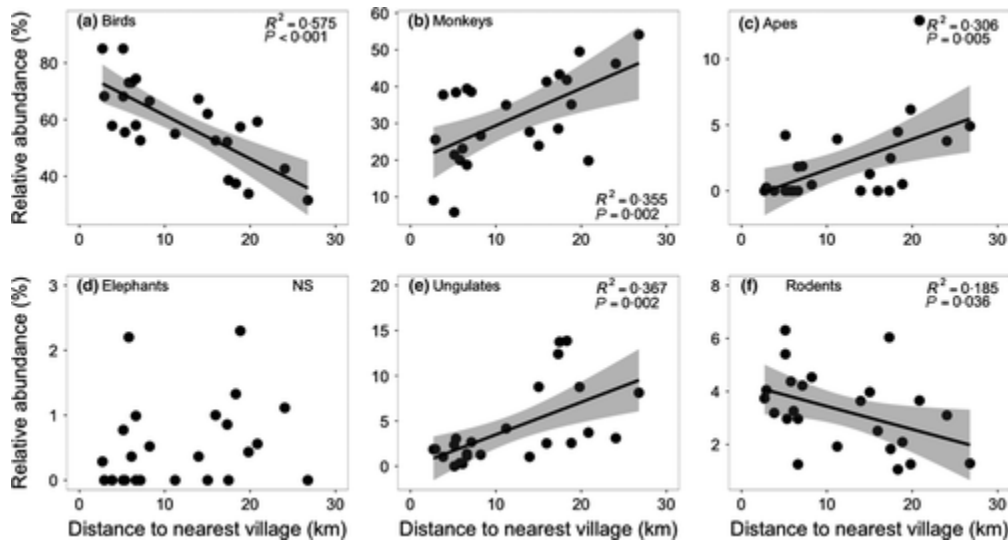 (a) Birds
R² = 0·575
P < 0·001
Relative abundance (%)
80
60
40
0
10
20
30
(b) Monkeys
R² = 0·355
P = 0·002
60
50
40
30
20
10
0
0
10
20
30
(c) Apes
R² = 0·306
P = 0·005
10
5
0
0
10
20
30
(d) Elephants
NS
Relative abundance (%)
3
2
1
0
0
10
20
30
Distance to nearest village (km)
(e) Ungulates
R² = 0·367
P = 0·002
20
15
10
5
0
0
10
20
30
Distance to nearest village (km)
(f) Rodents
R² = 0·185
P = 0·036
8
6
4
2
0
10
20
30
Distance to nearest village (km)